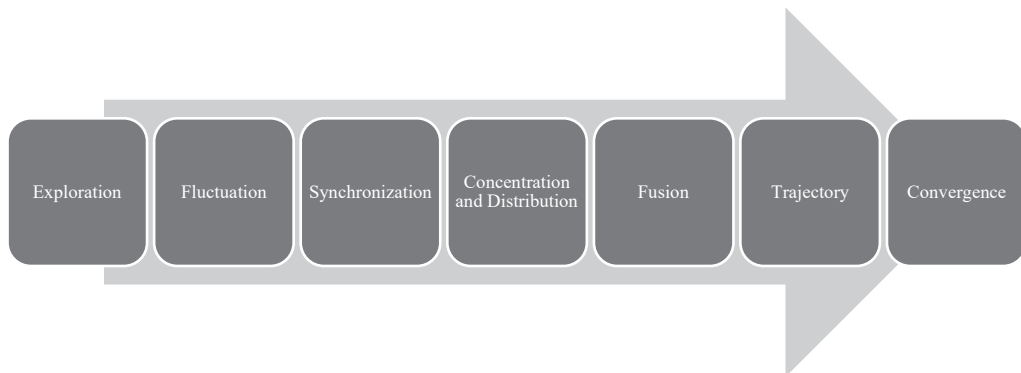 Exploration
Fluctuation
Synchronization
Concentration
and Distribution
Fusion
Trajectory
Convergence